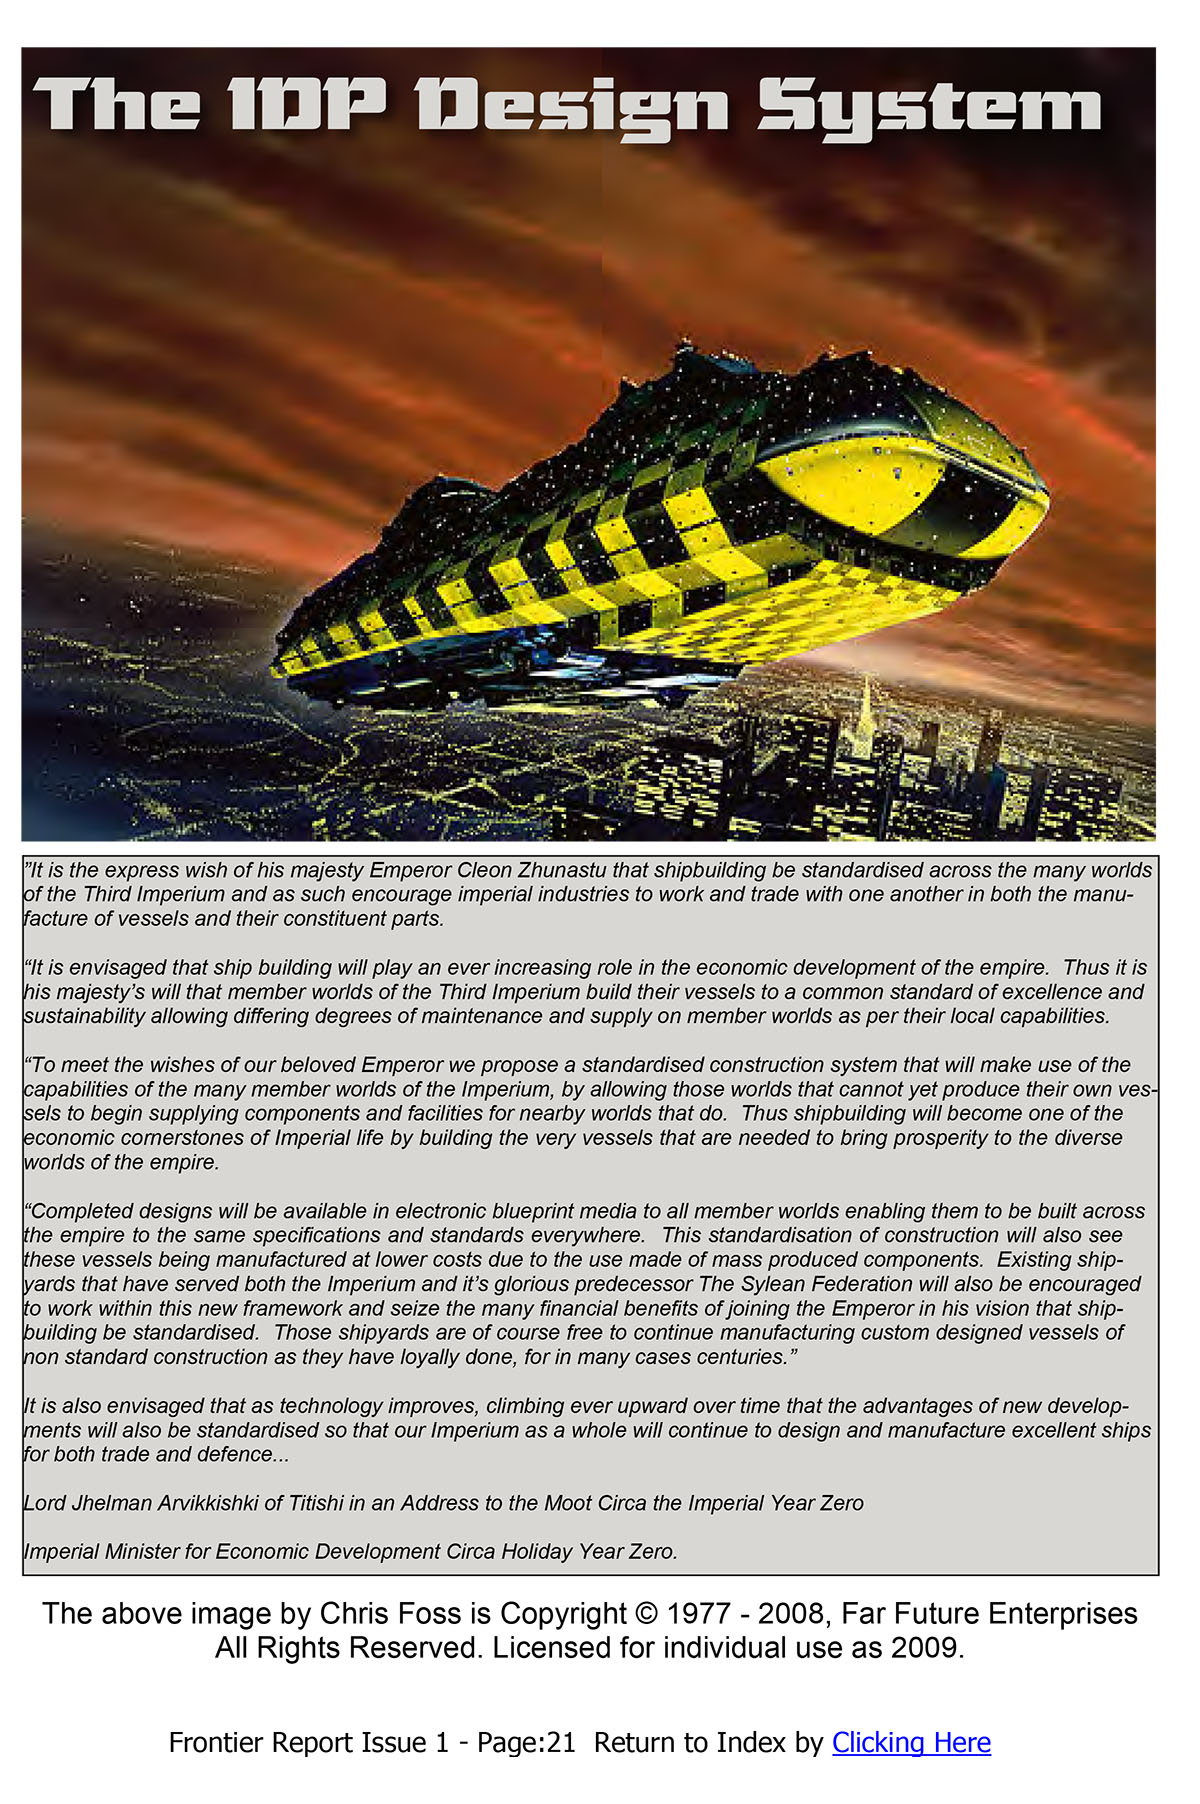 The IDP Design System
”It is the express wish of his majesty Emperor Cleon Zhunastu that shipbuilding be standardised across the many worlds
of the Third Imperium and as such encourage imperial industries to work and trade with one another in both the manu-
facture of vessels and their constituent parts.
“It is envisaged that ship building will play an ever increasing role in the economic development of the empire.  Thus it is
his majesty’s will that member worlds of the Third Imperium build their vessels to a common standard of excellence and
sustainability allowing differing degrees of maintenance and supply on member worlds as per their local capabilities.
“To meet the wishes of our beloved Emperor we propose a standardised construction system that will make use of the
capabilities of the many member worlds of the Imperium, by allowing those worlds that cannot yet produce their own ves-
sels to begin supplying components and facilities for nearby worlds that do.  Thus shipbuilding will become one of the
economic cornerstones of Imperial life by building the very vessels that are needed to bring prosperity to the diverse
worlds of the empire.
“Completed designs will be available in electronic blueprint media to all member worlds enabling them to be built across
the empire to the same specifications and standards everywhere.  This standardisation of construction will also see
these vessels being manufactured at lower costs due to the use made of mass produced components.  Existing ship-
yards that have served both the Imperium and it’s glorious predecessor The Sylean Federation will also be encouraged
to work within this new framework and seize the many financial benefits of joining the Emperor in his vision that ship-
building be standardised.  Those shipyards are of course free to continue manufacturing custom designed vessels of
non standard construction as they have loyally done, for in many cases centuries.”
It is also envisaged that as technology improves, climbing ever upward over time that the advantages of new develop-
ments will also be standardised so that our Imperium as a whole will continue to design and manufacture excellent ships
for both trade and defence...
Lord Jhelman Arvikkishki of Titishi in an Address to the Moot Circa the Imperial Year Zero
Imperial Minister for Economic Development Circa Holiday Year Zero.
The above image by Chris Foss is Copyright © 1977 - 2008, Far Future Enterprises
All Rights Reserved. Licensed for individual use as 2009.
Frontier Report Issue 1 - Page:21  Return to Index by Clicking Here